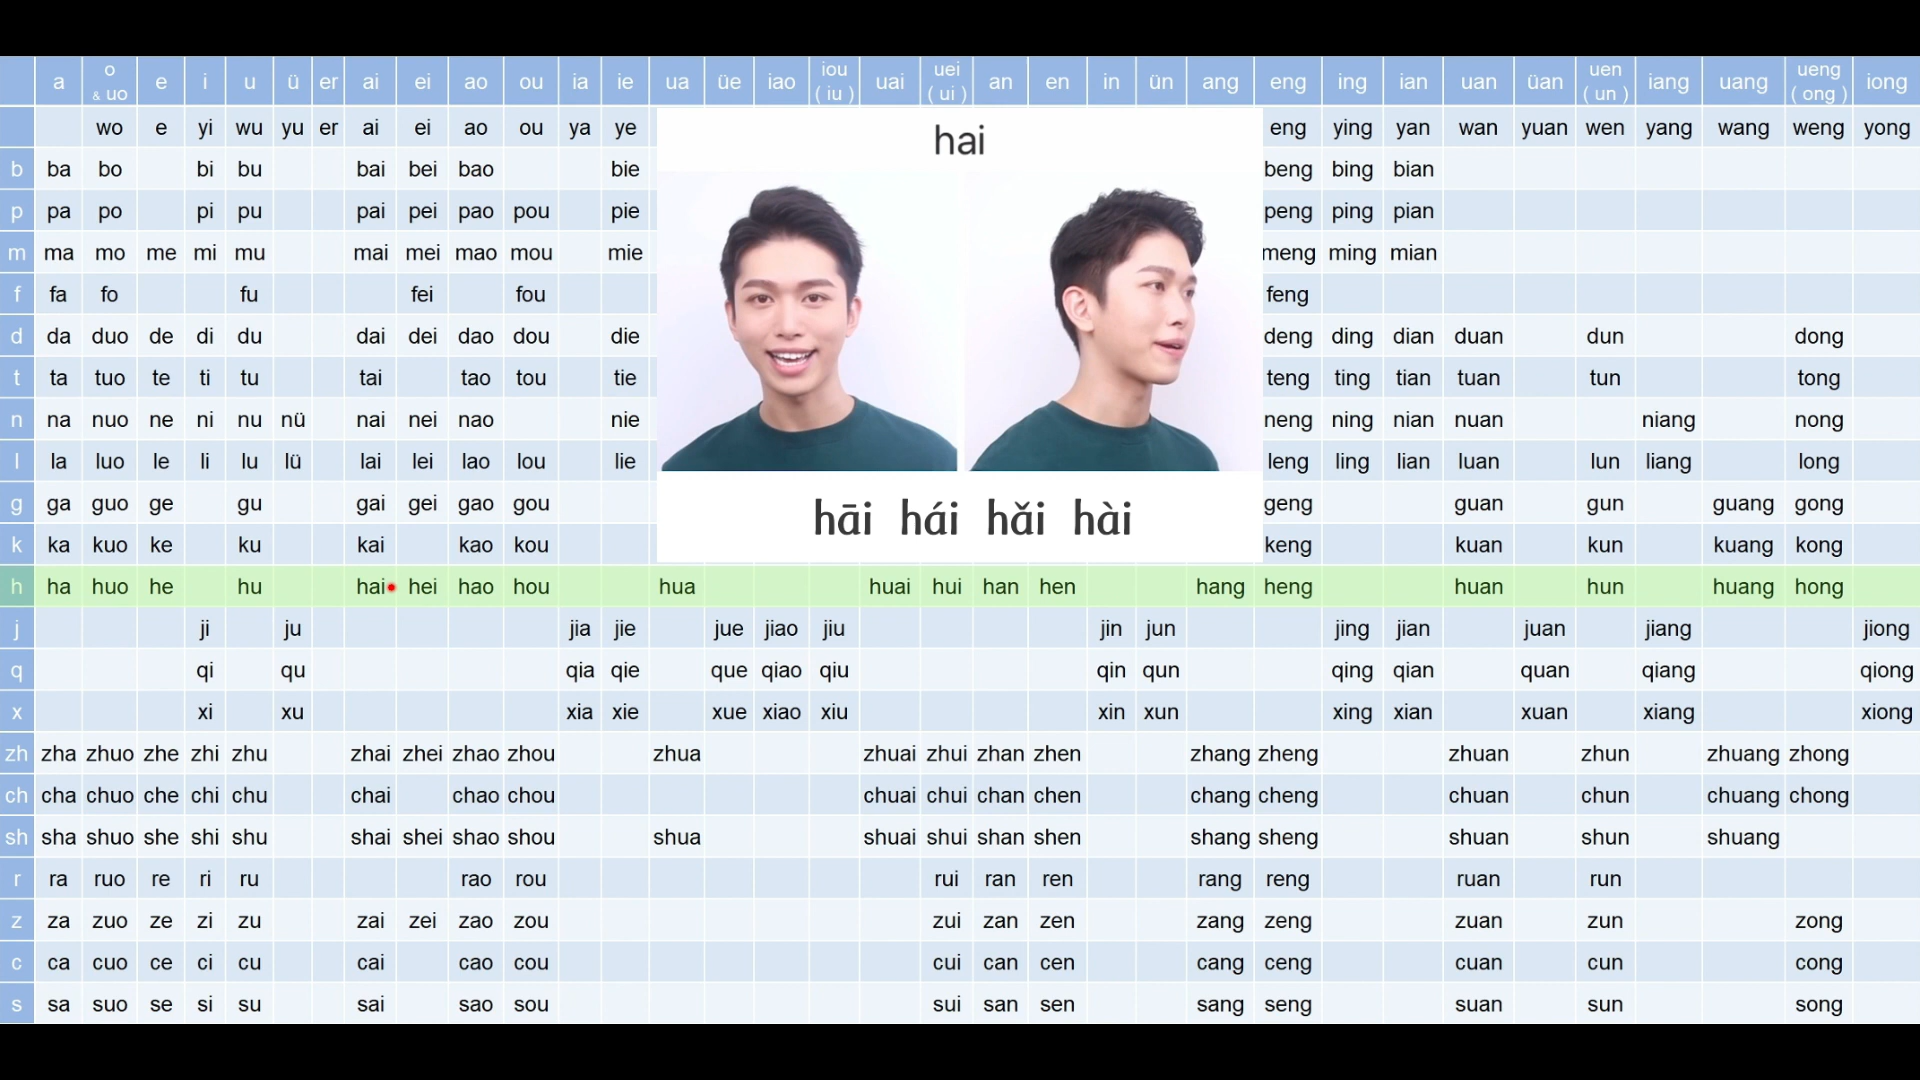 a o & uo e i u ü er ai ei ao ou ia ie ua üe iao iou ( iu ) uai uei ( ui ) an en in ün ang eng ing ian uan üan uen ( un ) iang uang ueng ( ong ) iong
wo e yi wu yu er ai ei ao ou ya ye eng ying yan wan yuan wen yang wang weng yong
hai
b ba bo bi bu bai bei bao bie beng bing bian
p pa po pi pu pai pei pao pou pie peng ping pian
m ma mo me mi mu mai mei mao mou mie meng ming mian
f fa fo fu fei fou feng
d da duo de di du dai dei dao dou die deng ding dian duan dun dong
t ta tuo te ti tu tai tao tou tie teng ting tian tuan tun tong
n na nuo ne ni nu nü nai nei nao nie neng ning nian nuan niang nong
l la luo le li lu lü lai lei lao lou lie leng ling lian luan lun liang long
g ga guo ge gu gai gei gao gou geng guan gun guang gong
hāi hái hǎi hài
k ka kuo ke ku kai kao kou keng kuan kun kuang kong
h ha huo he hu hai hei hao hou hua huai hui han hen hang heng huan hun huang hong
j ji ju jia jie jue jiao jiu jin jun jing jian juan jiang jiong
q qi qu qia qie que qiao qiu qin qun qing qian quan qiang qiong
x xi xu xia xie xue xiao xiu xin xun xing xian xuan xiang xiong
zh zha zhuo zhe zhi zhu zhai zhei zhao zhou zhua zhuai zhui zhan zhen zhang zheng zhuan zhun zhuang zhong
ch cha chuo che chi chu chai chao chou chuai chui chan chen chang cheng chuan chun chuang chong
sh sha shuo she shi shu shai shei shao shou shua shuai shui shan shen shang sheng shuan shun shuang
r ra ruo re ri ru rao rou rui ran ren rang reng ruan run
z za zuo ze zi zu zai zei zao zou zui zan zen zang zeng zuan zun zong
c ca cuo ce ci cu cai cao cou cui can cen cang ceng cuan cun cong
s sa suo se si su sai sao sou sui san sen sang seng suan sun song